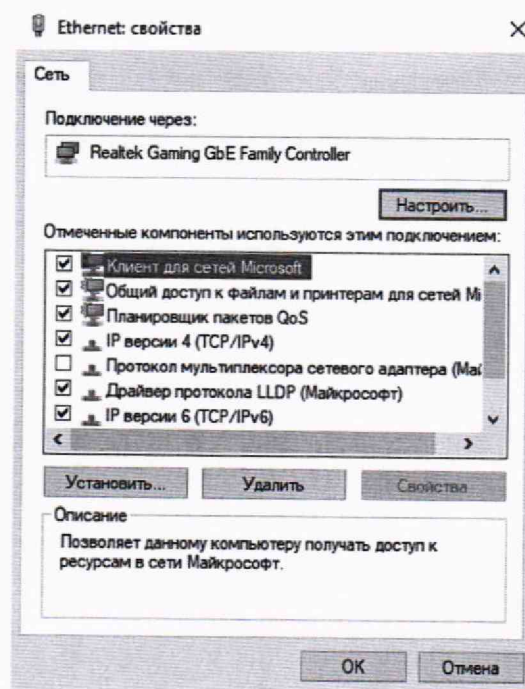 Ethernet: свойства
Сеть
Подключение через:
Realtek Gaming GbE Family Controller
Настроить...
Отмеченные компоненты используются этим подключением:
Клиент для сетей Microsoft
Общий доступ к файлам и принтерам для сетей Mi
Планировщик пакетов QoS
IP версии 4 (TCP/IPv4)
Протокол мультиплексора сетевого адаптера (Май
Драйвер протокола LLDP (Майкрософт)
IP версии 6 (TCP/IPv6)
Установить... Удалить Свойства
Описание
Позволяет данному компьютеру получать доступ к
ресурсам в сети Майкрософт.
OK Отмена